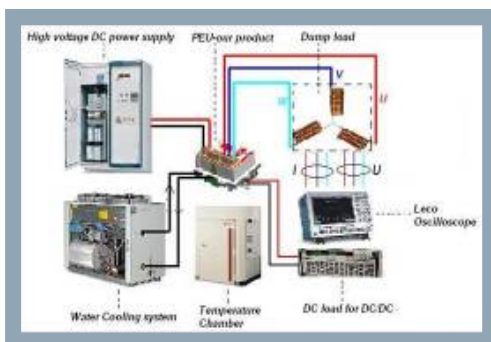 High voltage DC power supply
PEU-our product
Dump load
V
U
I
U
Leco
Oscilloscope
Water Cooling system
Temperature
Chamber
DC load for DC/DC